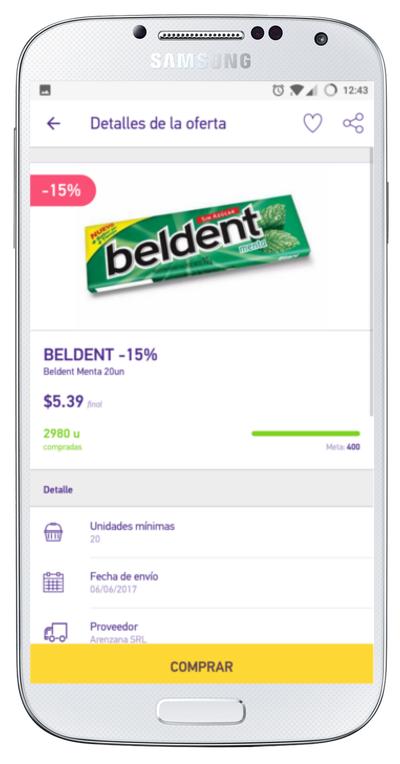 SAMSUNG
12:43
Detalles de la oferta
-15%
NUEVO
SIN AZÚCAR
beldent
menta
BELDENT -15%
Beldent Menta 20un
$5.39 final
2980 u
compradas
Meta: 400
Detalle
Unidades mínimas
20
Fecha de envío
06/06/2017
Proveedor
Arenzana SRL
COMPRAR